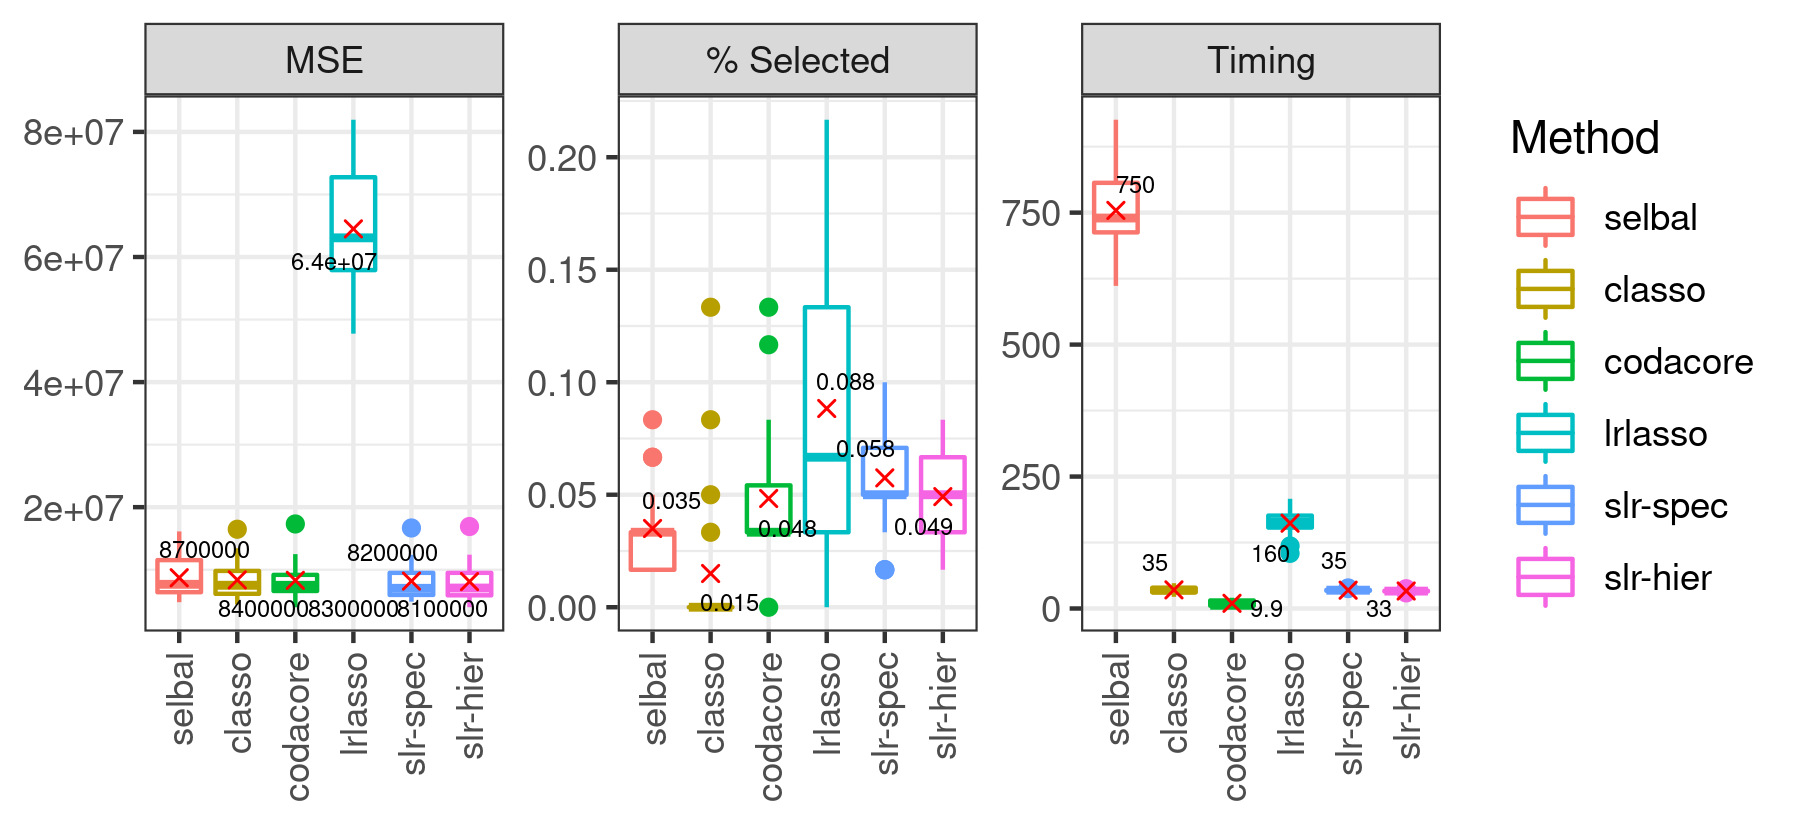 MSE
8e+07
6e+07
4e+07
2e+07
6.4e+07
8700000
8200000
8400000
8300000
8100000
selbal
classo
codacore
lrlasso
slr-spec
slr-hier
% Selected
0.20
0.15
0.10
0.05
0.00
0.088
0.058
0.035
0.048
0.049
0.015
selbal
classo
codacore
lrlasso
slr-spec
slr-hier
Timing
750
500
250
0
750
35
160
35
9.9
33
selbal
classo
codacore
lrlasso
slr-spec
slr-hier
Method
selbal
classo
codacore
lrlasso
slr-spec
slr-hier